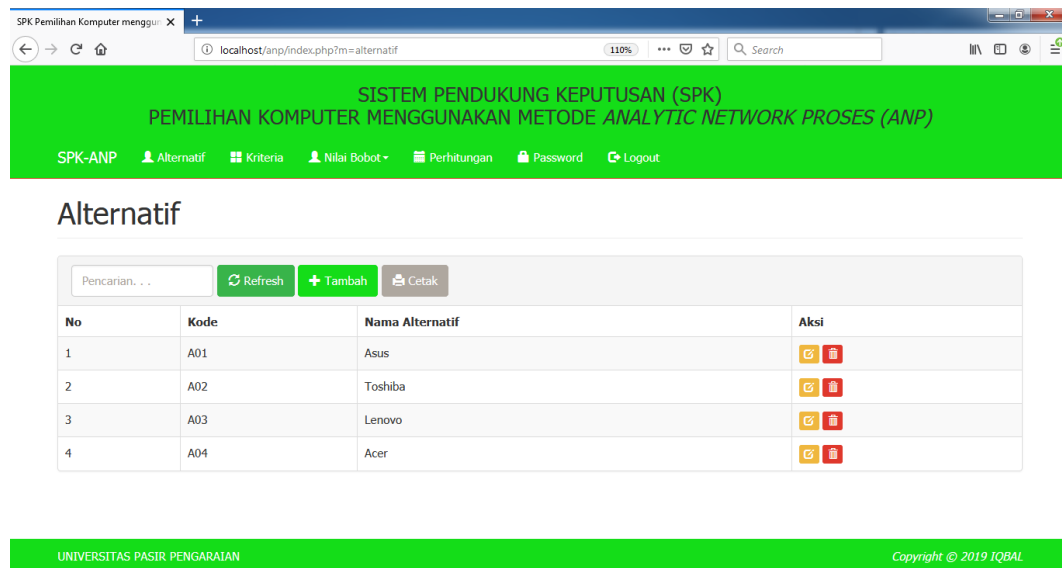 SPK Pemilihan Komputer menggun
localhost/anp/index.php?m=alternatif
110%
Search
SISTEM PENDUKUNG KEPUTUSAN (SPK)
PEMILIHAN KOMPUTER MENGGUNAKAN METODE ANALYTIC NETWORK PROSES (ANP)
SPK-ANP Alternatif Kriteria Nilai Bobot Perhitungan Password Logout
Alternatif
Pencarian. . . Refresh Tambah Cetak
No Kode Nama Alternatif Aksi
1 A01 Asus
2 A02 Toshiba
3 A03 Lenovo
4 A04 Acer
UNIVERSITAS PASIR PENGARAIAN Copyright © 2019 IQBAL